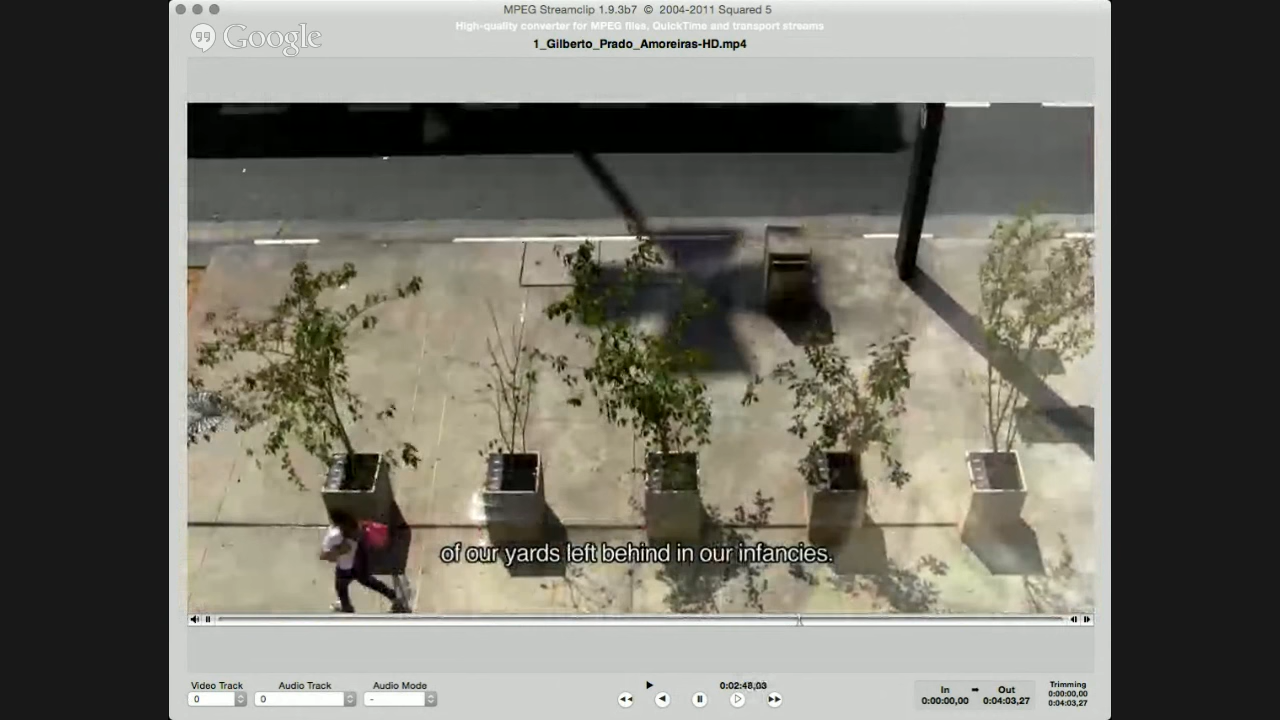 MPEG Streamclip 1.9.3b7 © 2004-2011 Squared 5
High-quality converter for MPEG files, QuickTime and transport streams
Google
1_Gilberto_Prado_Amoreiras-HD.mp4
of our yards left behind in our infancies.
Video Track
Audio Track
Audio Mode
0
0
-
0:02:48,03
In
Out
0:00:00,00
0:04:03,27
Trimming
0:00:00,00
0:04:03,27